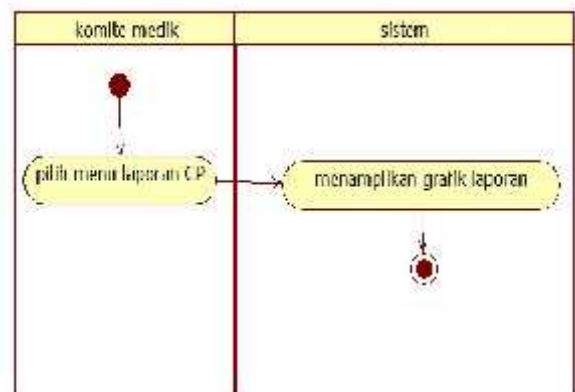 komite medik
sistem
pilih menu laporan CP
menampilkan grafik laporan